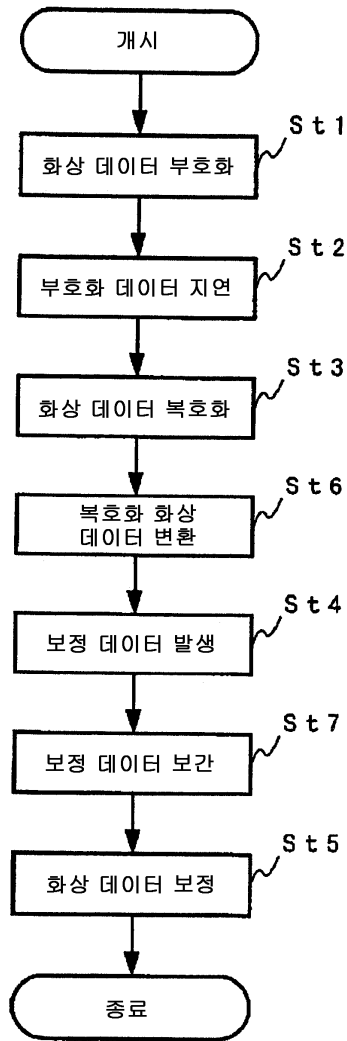 개시
St1
화상 데이터 부호화
St2
부호화 데이터 지연
St3
화상 데이터 복호화
St6
복호화 화상
데이터 변환
St4
보정 데이터 발생
St7
보정 데이터 보간
St5
화상 데이터 보정
종료